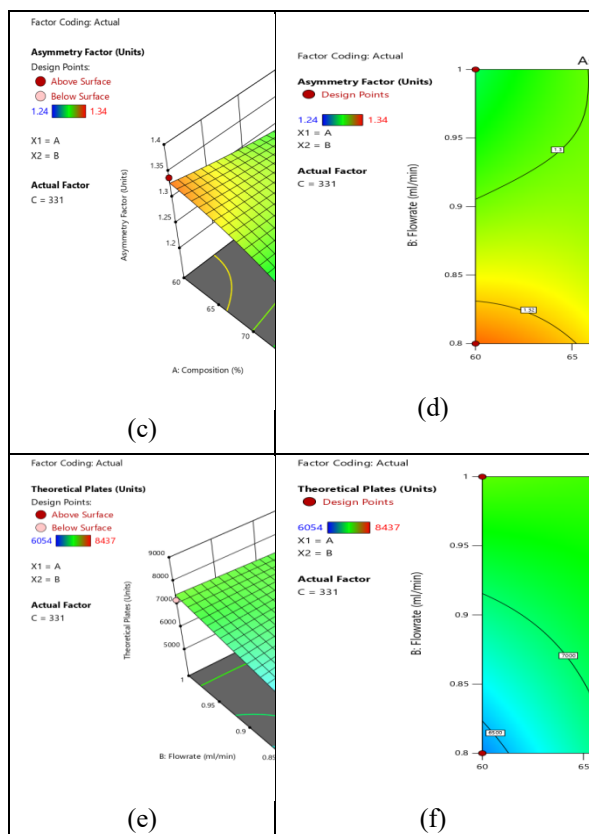 Factor Coding: Actual
Asymmetry Factor (Units)
Design Points:
Above Surface
Below Surface
1.24 1.34
X1 = A
X2 = B
Actual Factor
C = 331
Asymmetry Factor (Units)
1.4
1.35
1.3
1.25
1.2
60
65
70
A: Composition (%)
(c)
Factor Coding: Actual
Asymmetry Factor (Units)
Design Points
1.24 1.34
X1 = A
X2 = B
Actual Factor
C = 331
A
B: Flowrate (ml/min)
1
0.95
0.9
0.85
0.8
60
65
1.3
1.32
(d)
Factor Coding: Actual
Theoretical Plates (Units)
Design Points:
Above Surface
Below Surface
6054 8437
X1 = A
X2 = B
Actual Factor
C = 331
Theoretical Plates (Units)
9000
8000
7000
6000
5000
1
0.95
0.9
0.85
B: Flowrate (ml/min)
(e)
Factor Coding: Actual
Theoretical Plates (Units)
Design Points
6054 8437
X1 = A
X2 = B
Actual Factor
C = 331
B: Flowrate (ml/min)
1
0.95
0.9
0.85
0.8
60
65
7000
6500
(f)